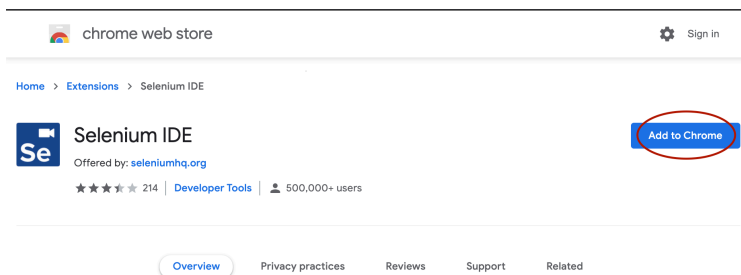 chrome web store
Sign in
Home > Extensions > Selenium IDE
Se
Selenium IDE
Add to Chrome
Offered by: seleniumhq.org
214 | Developer Tools | 500,000+ users
Overview Privacy practices Reviews Support Related